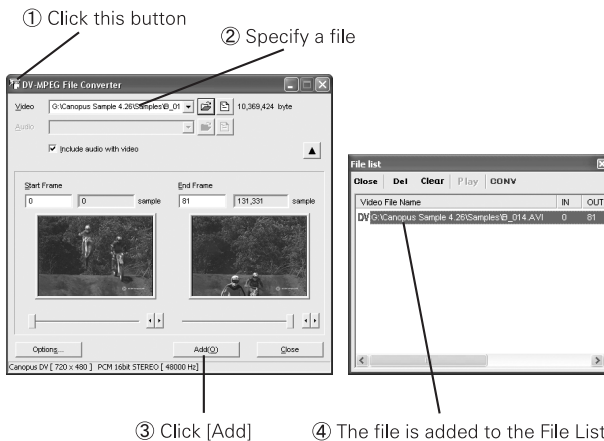 ① Click this button
② Specify a file
DV-MPEG File Converter
Video G:\Canopus Sample 4.26\Samples\B_01 10,369,424 byte
Audio
Include audio with video
Start Frame End Frame
0 0 sample 81 131,331 sample
Options... Add(O) Close
Canopus DV [ 720 x 480 ] PCM 16bit STEREO [ 48000 Hz]
File list
Close Del Clear Play CONV
Video File Name IN OUT
DV G:\Canopus Sample 4.26\Samples\B_014.AVI 0 81
③ Click [Add]
④ The file is added to the File List